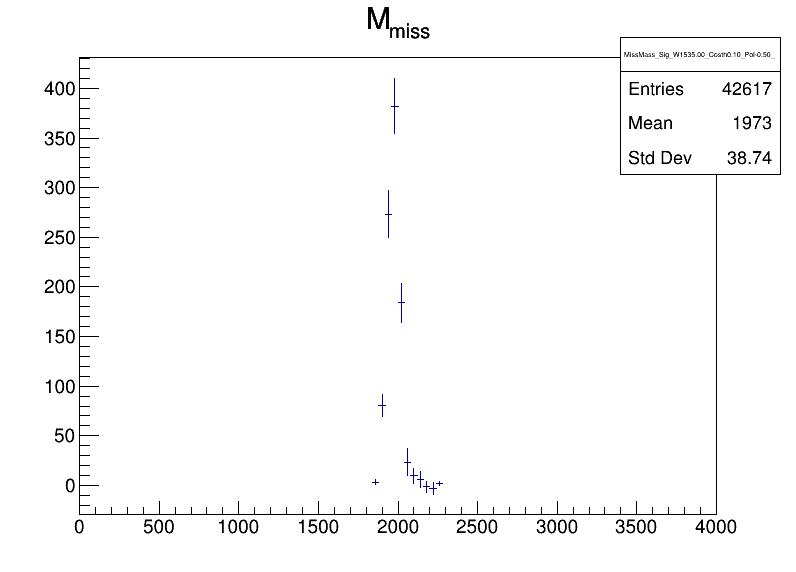 M_miss
MissMass_Sig_W1535.00_Costh0.10_Pol-0.50_
Entries 42617
Mean 1973
Std Dev 38.74
400
350
300
250
200
150
100
50
0
0 500 1000 1500 2000 2500 3000 3500 4000